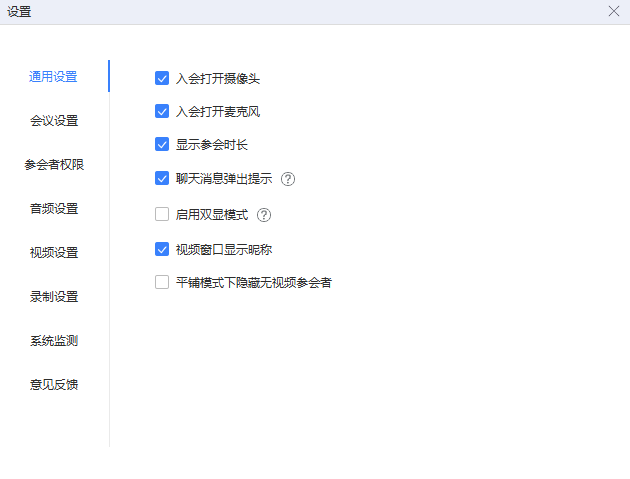 设置
通用设置
会议设置
参会者权限
音频设置
视频设置
录制设置
系统监测
意见反馈
入会打开摄像头
入会打开麦克风
显示参会时长
聊天消息弹出提示 ?
启用双显模式 ?
视频窗口显示昵称
平铺模式下隐藏无视频参会者